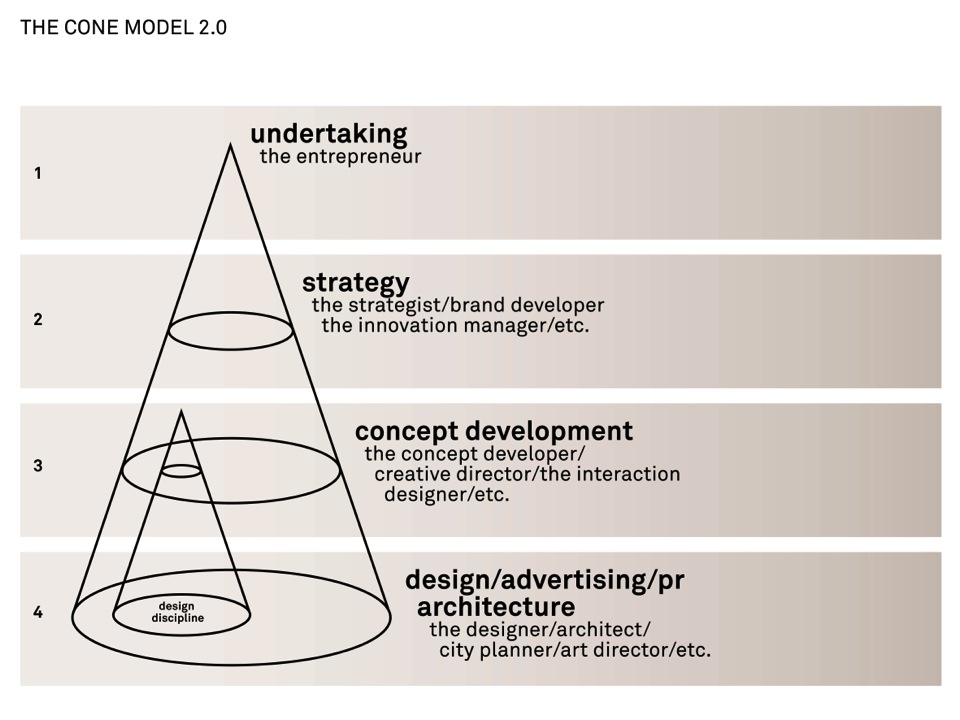 THE CONE MODEL 2.0
1
undertaking
the entrepreneur
2
strategy
the strategist/brand developer
the innovation manager/etc.
3
concept development
the concept developer/
creative director/the interaction
designer/etc.
4
design/advertising/pr
architecture
the designer/architect/
city planner/art director/etc.
design
discipline